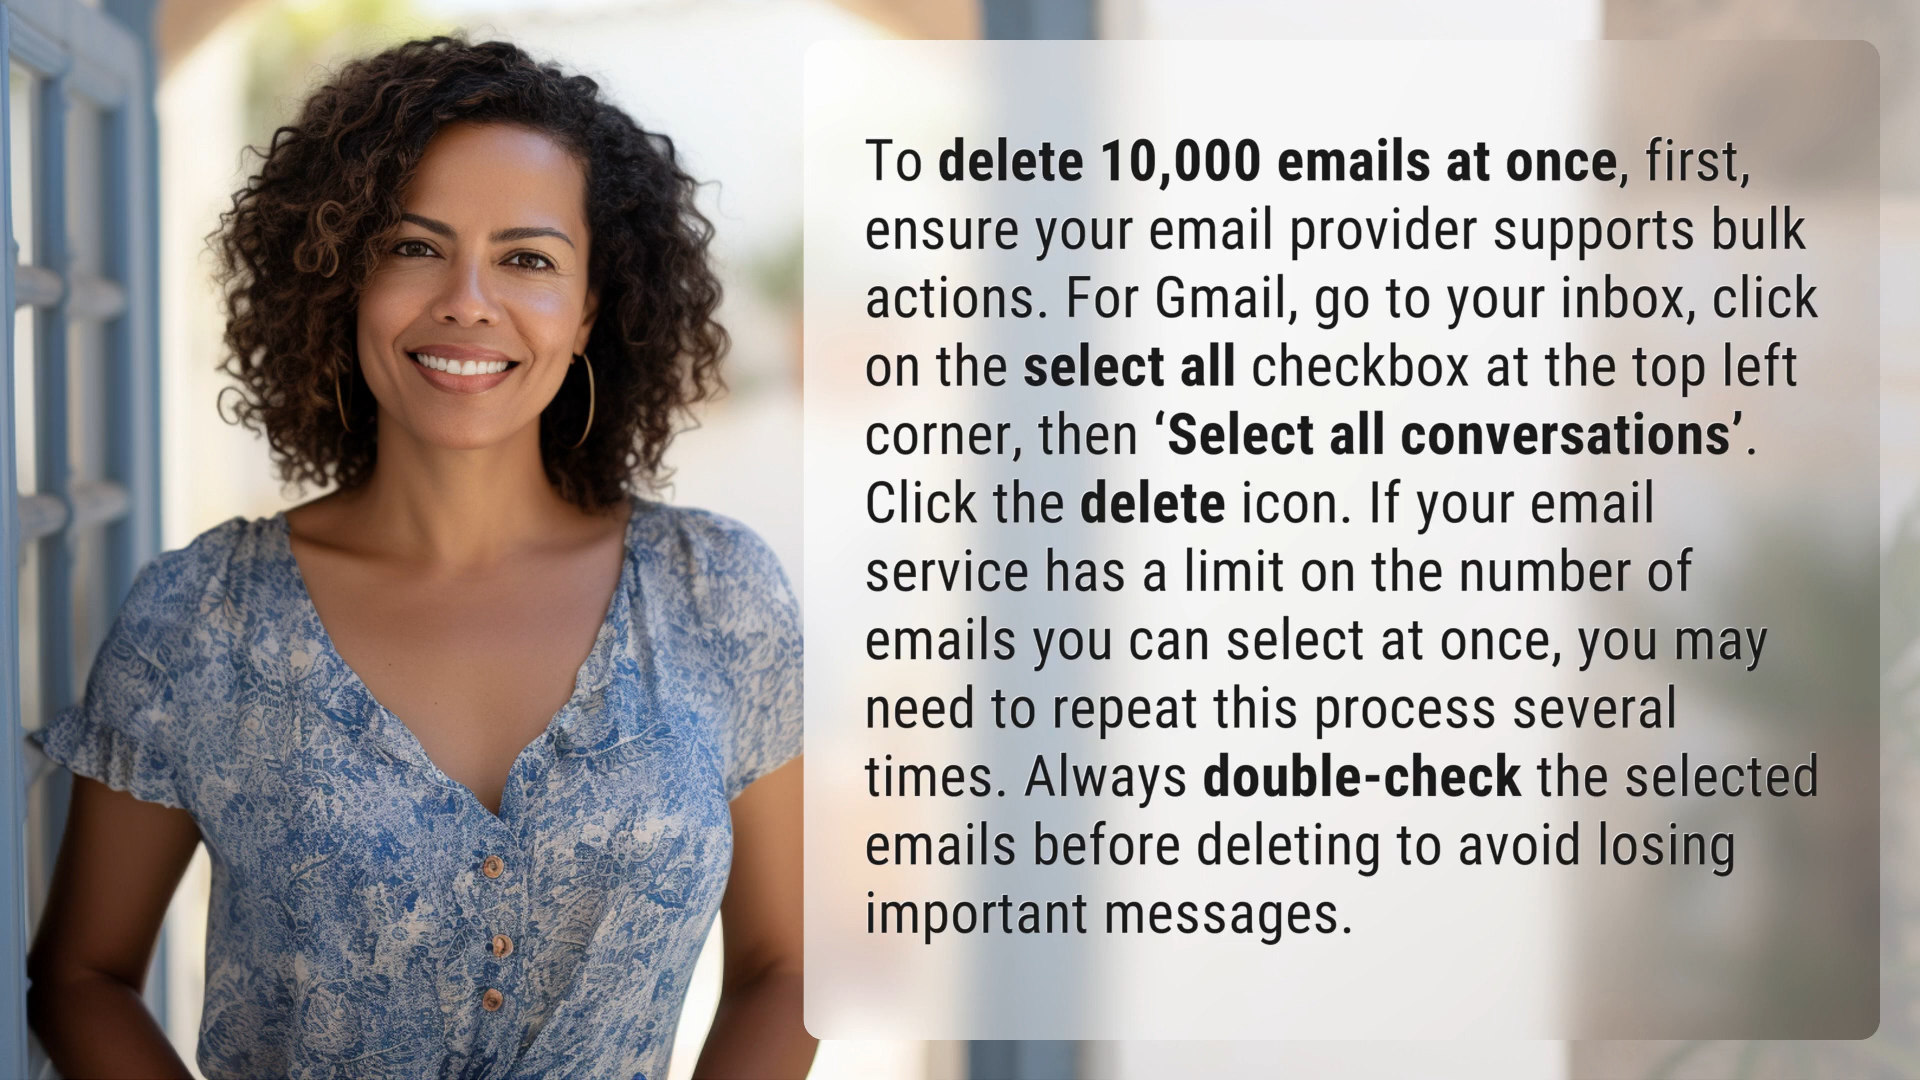 To delete 10,000 emails at once, first,
ensure your email provider supports bulk
actions. For Gmail, go to your inbox, click
on the select all checkbox at the top left
corner, then ‘Select all conversations’.
Click the delete icon. If your email
service has a limit on the number of
emails you can select at once, you may
need to repeat this process several
times. Always double-check the selected
emails before deleting to avoid losing
important messages.